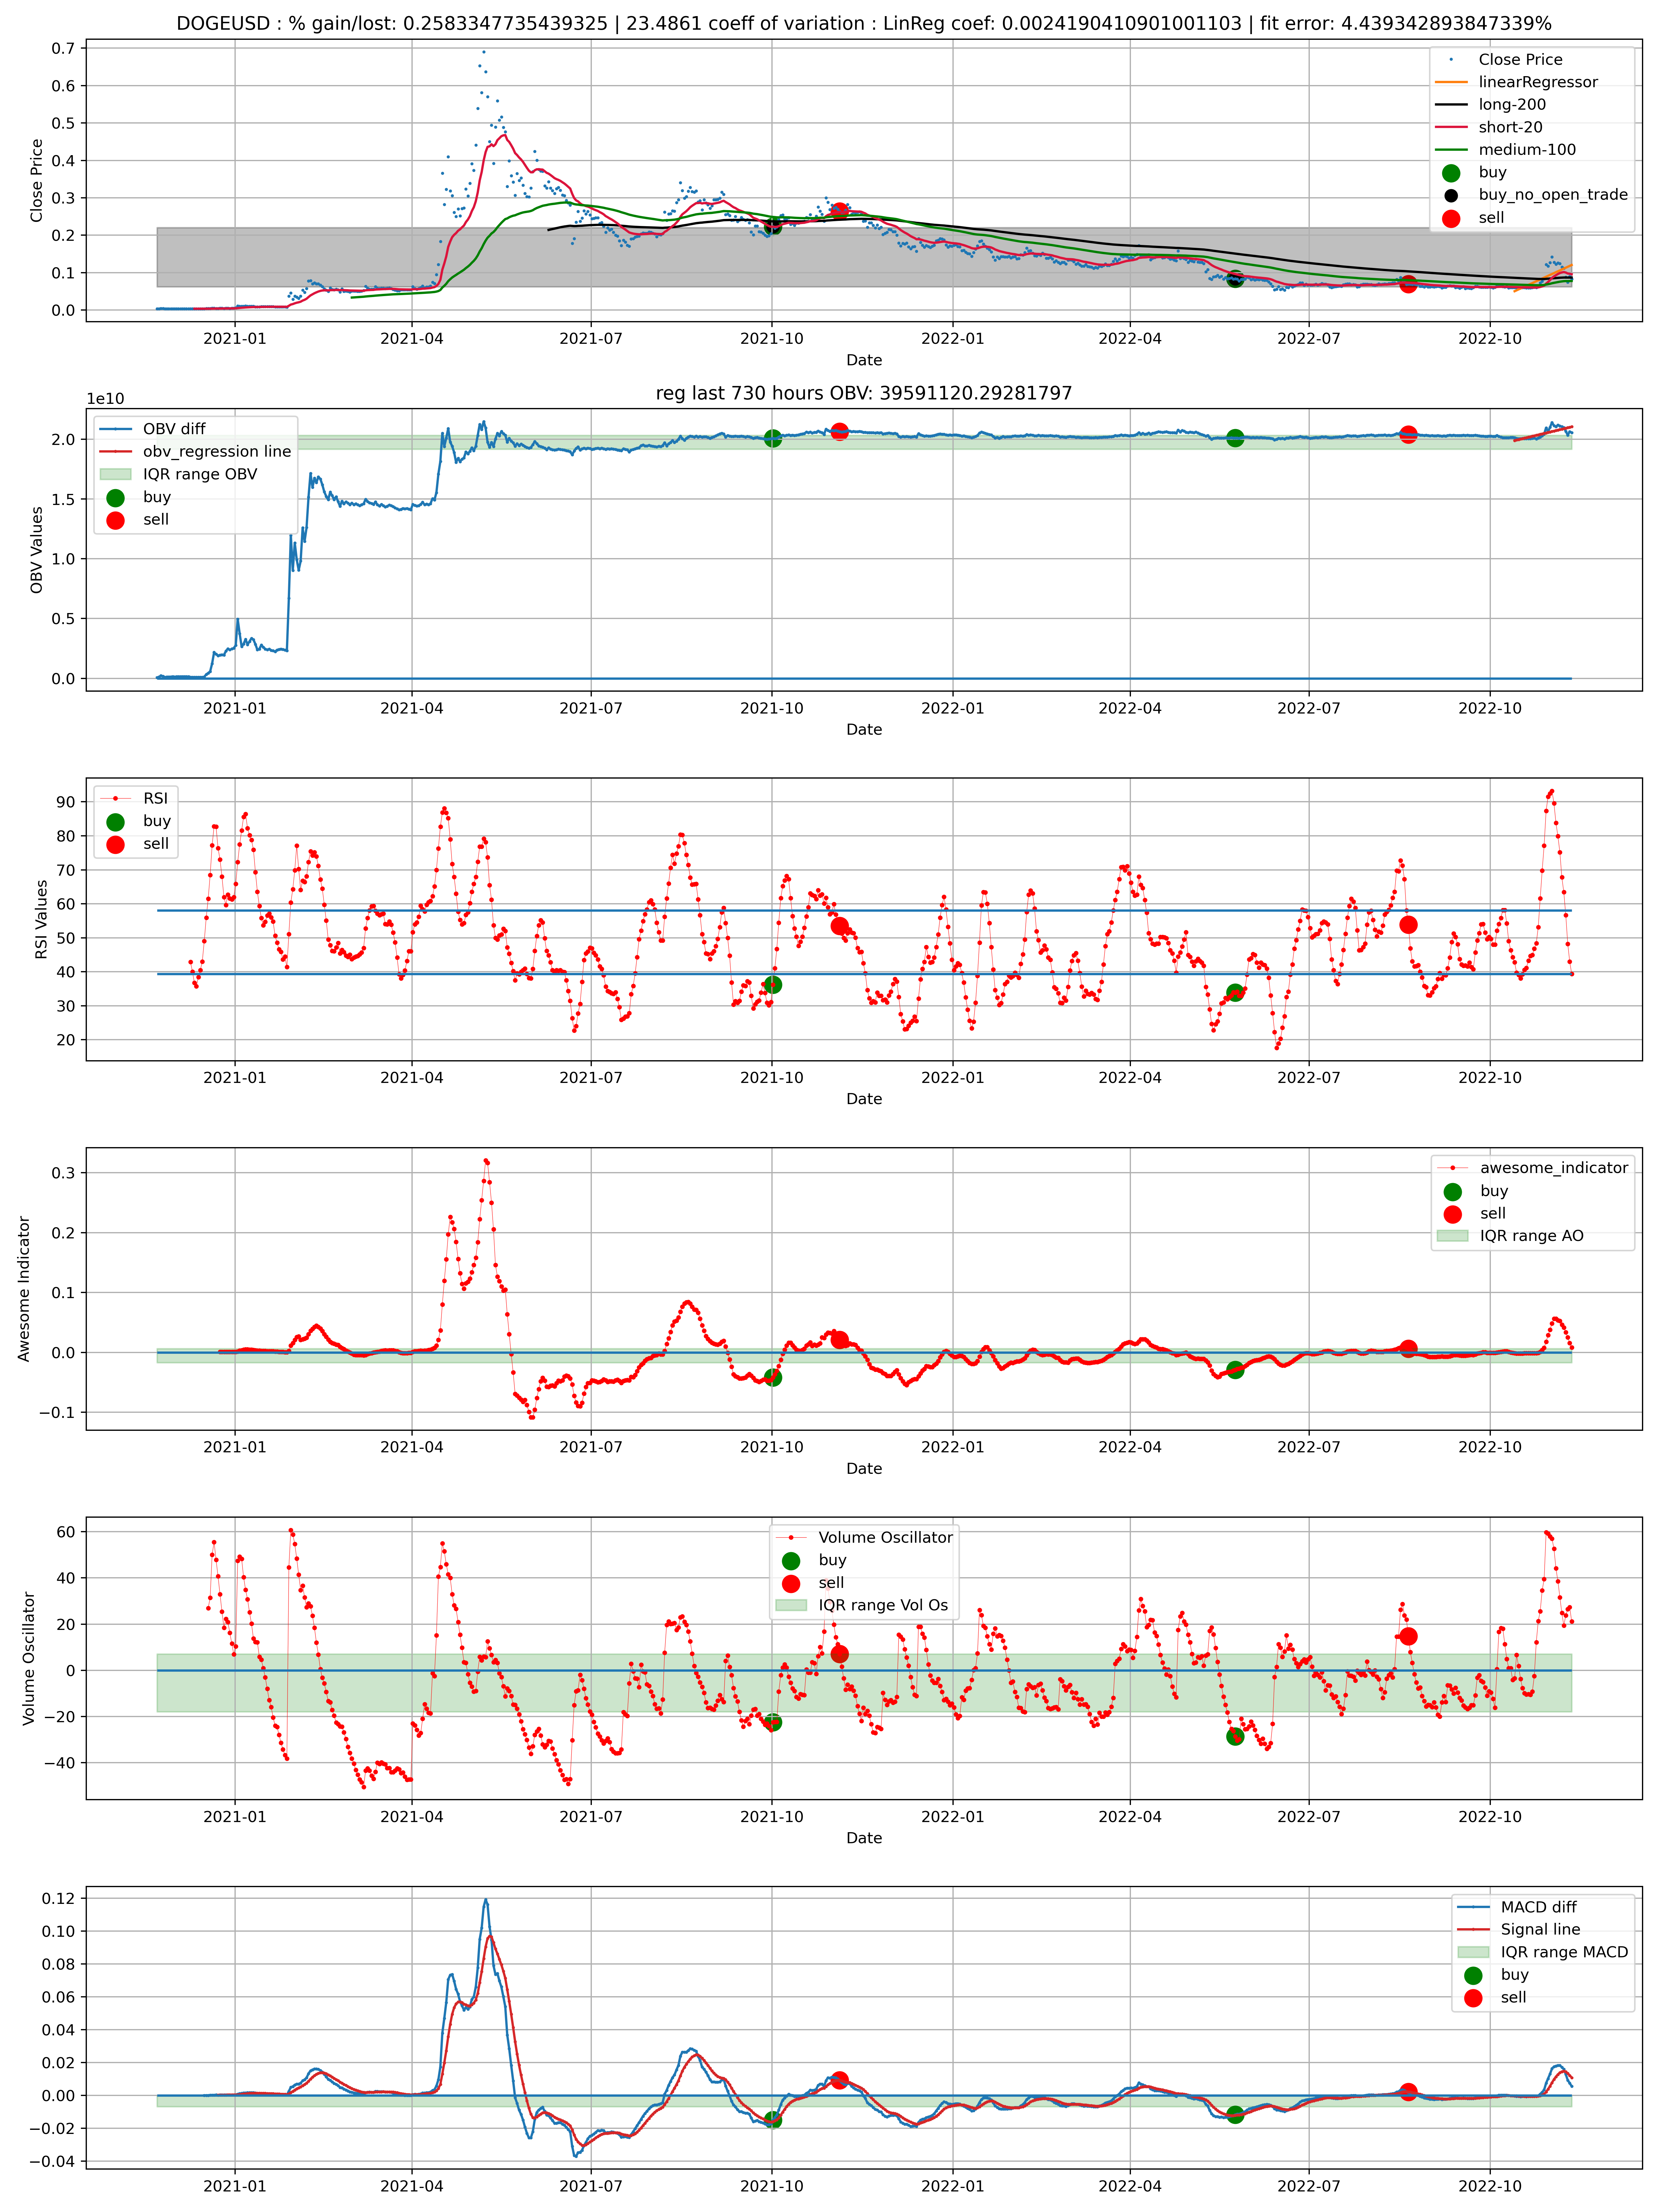 DOGEUSD : % gain/lost: 0.2583347735439325 | 23.4861 coeff of variation : LinReg coef: 0.0024190410901001103 | fit error: 4.439342893847339%
0.7
0.6
0.5
0.4
0.3
0.2
0.1
0.0
Close Price
Close Price
linearRegressor
long-200
short-20
medium-100
buy
buy_no_open_trade
sell
2021-01 2021-04 2021-07 2021-10 2022-01 2022-04 2022-07 2022-10
Date
reg last 730 hours OBV: 39591120.29281797
1e10
2.0
1.5
1.0
0.5
0.0
OBV Values
OBV diff
obv_regression line
IQR range OBV
buy
sell
2021-01 2021-04 2021-07 2021-10 2022-01 2022-04 2022-07 2022-10
Date
90
80
70
60
50
40
30
20
RSI Values
RSI
buy
sell
2021-01 2021-04 2021-07 2021-10 2022-01 2022-04 2022-07 2022-10
Date
0.3
0.2
0.1
0.0
−0.1
Awesome Indicator
awesome_indicator
buy
sell
IQR range AO
2021-01 2021-04 2021-07 2021-10 2022-01 2022-04 2022-07 2022-10
Date
60
40
20
0
−20
−40
Volume Oscillator
Volume Oscillator
buy
sell
IQR range Vol Os
2021-01 2021-04 2021-07 2021-10 2022-01 2022-04 2022-07 2022-10
Date
0.12
0.10
0.08
0.06
0.04
0.02
0.00
−0.02
−0.04
MACD diff
Signal line
IQR range MACD
buy
sell
2021-01 2021-04 2021-07 2021-10 2022-01 2022-04 2022-07 2022-10